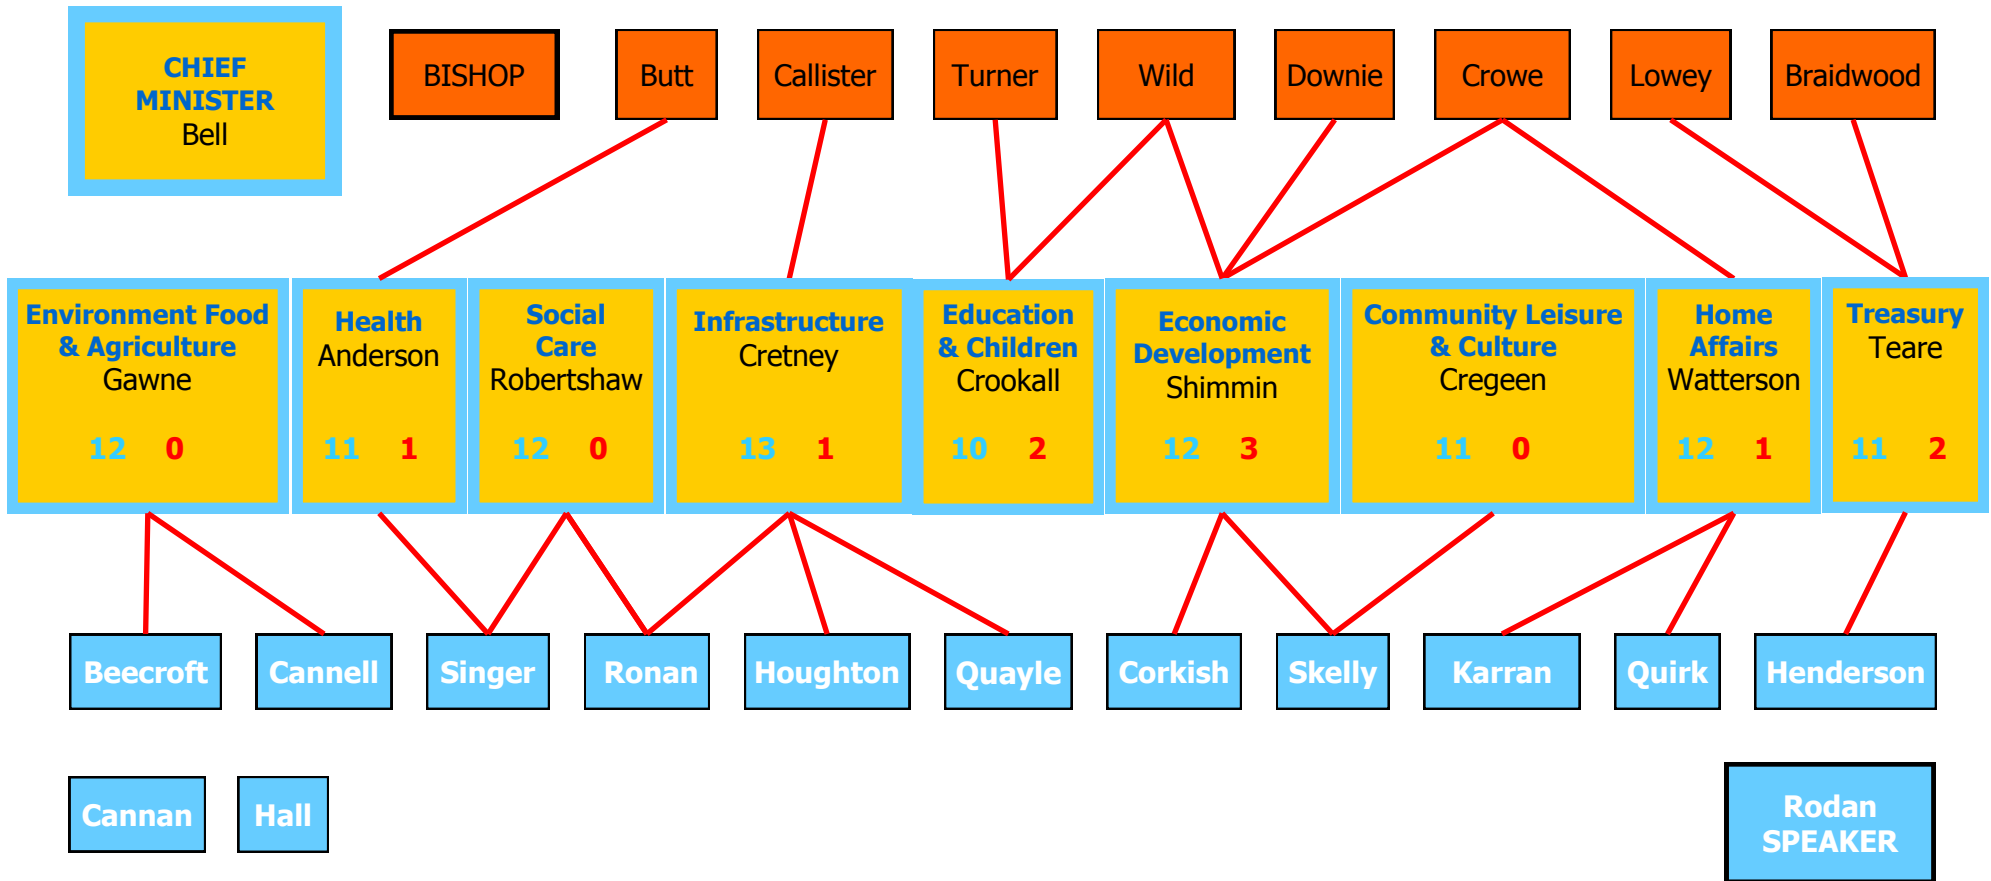 CHIEF
MINISTER
Bell
BISHOP
Butt
Callister
Turner
Wild
Downie
Crowe
Lowey
Braidwood
Environment Food
& Agriculture
Gawne
12 0
Health
Anderson
11 1
Social
Care
Robertshaw
12 0
Infrastructure
Cretney
13 1
Education
& Children
Crookall
10 2
Economic
Development
Shimmin
12 3
Community Leisure
& Culture
Cregeen
11 0
Home
Affairs
Watterson
12 1
Treasury
Teare
11 2
Beecroft
Cannell
Singer
Ronan
Houghton
Quayle
Corkish
Skelly
Karran
Quirk
Henderson
Cannan
Hall
Rodan
SPEAKER